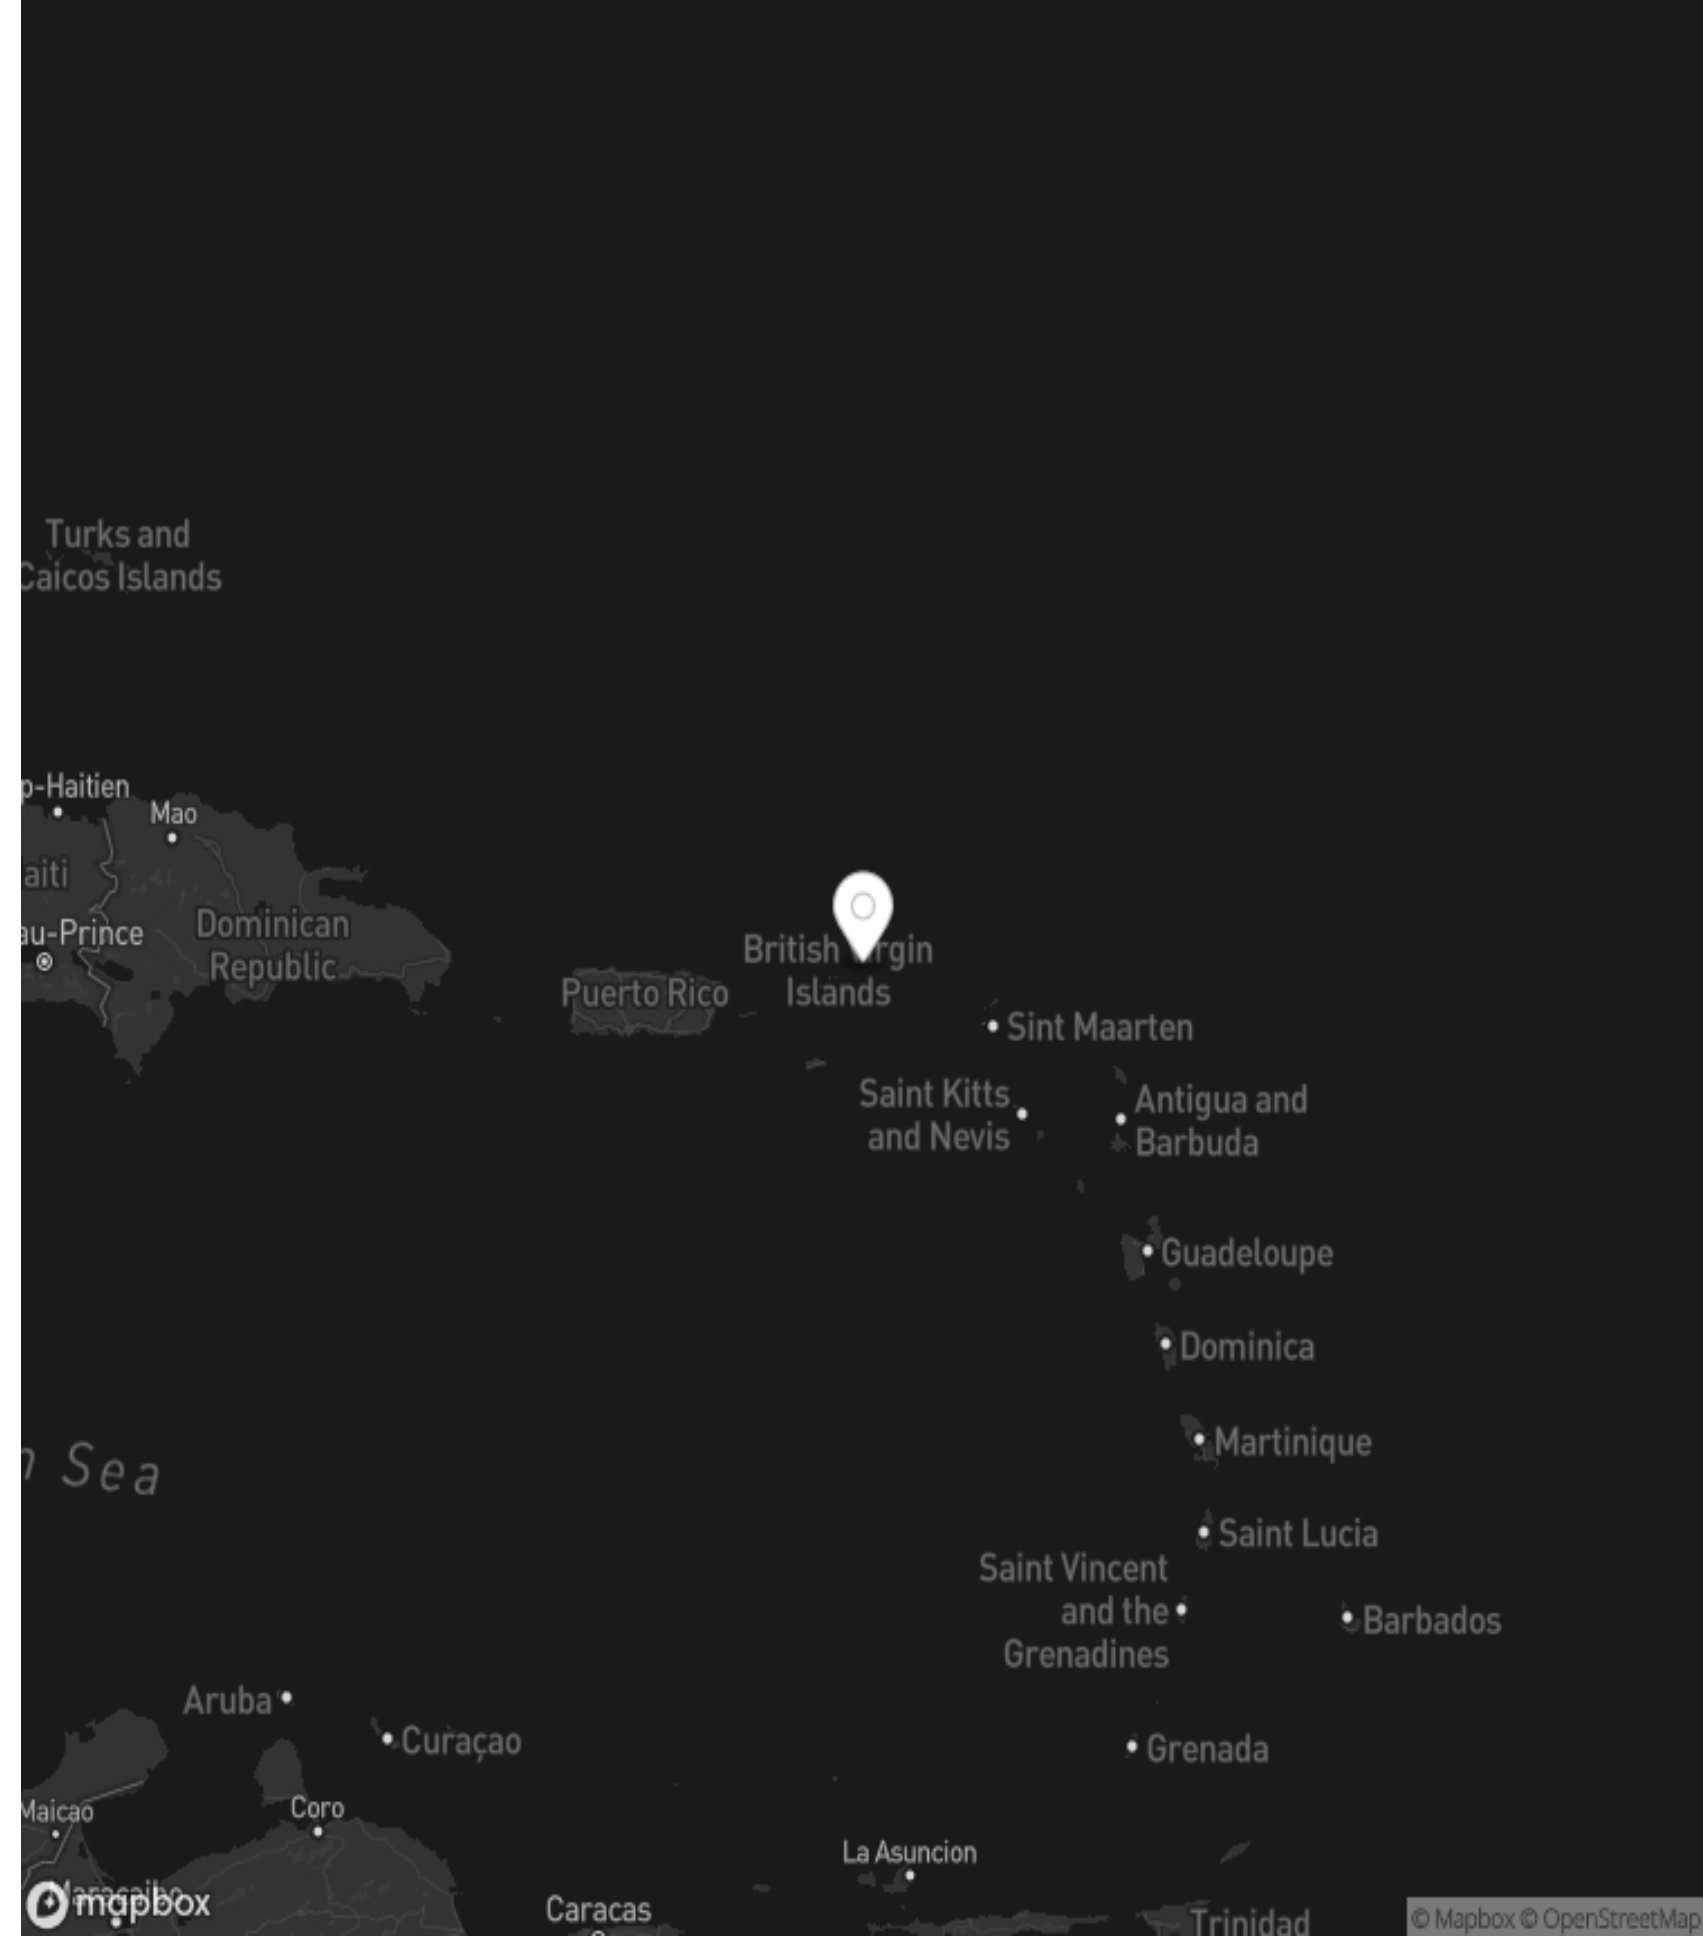 Turks and
Caicos Islands
p-Haitien
Mao
aiti
au-Prince
Dominican
Republic
Puerto Rico
British Virgin
Islands
Sint Maarten
Saint Kitts
and Nevis
Antigua and
Barbuda
Guadeloupe
Dominica
n Sea
Martinique
Saint Lucia
Saint Vincent
and the
Grenadines
Barbados
Aruba
Curaçao
Grenada
Maicao
Coro
La Asuncion
Maracaibo
mapbox
Caracas
Trinidad
© Mapbox © OpenStreetMap